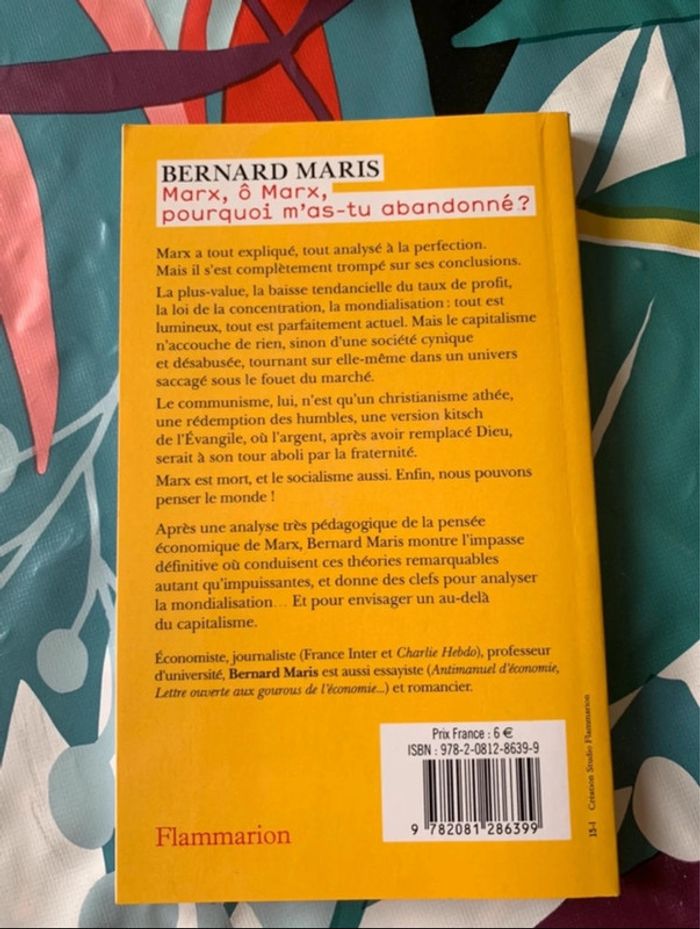 BERNARD MARIS
Marx, ô Marx,
pourquoi m'as-tu abandonné ?
Marx a tout expliqué, tout analysé à la perfection.
Mais il s'est complètement trompé sur ses conclusions.
La plus-value, la baisse tendancielle du taux de profit,
la loi de la concentration, la mondialisation : tout est
lumineux, tout est parfaitement actuel. Mais le capitalisme
n'accouche de rien, sinon d'une société cynique
et désabusée, tournant sur elle-même dans un univers
saccagé sous le fouet du marché.
Le communisme, lui, n'est qu'un christianisme athée,
une rédemption des humbles, une version kitsch
de l'Évangile, où l'argent, après avoir remplacé Dieu,
serait à son tour aboli par la fraternité.
Marx est mort, et le socialisme aussi. Enfin, nous pouvons
penser le monde !
Après une analyse très pédagogique de la pensée
économique de Marx, Bernard Maris montre l'impasse
définitive où conduisent ces théories remarquables
autant qu'impuissantes, et donne des clefs pour analyser
la mondialisation... Et pour envisager un au-delà
du capitalisme.
Économiste, journaliste (France Inter et Charlie Hebdo), professeur
d'université, Bernard Maris est aussi essayiste (Antimanuel d'économie,
Lettre ouverte aux gourous de l'économie...) et romancier.
Prix France : 6 €
ISBN : 978-2-0812-8639-9
9 782081 286399
Flammarion
13-I Création Studio Flammarion